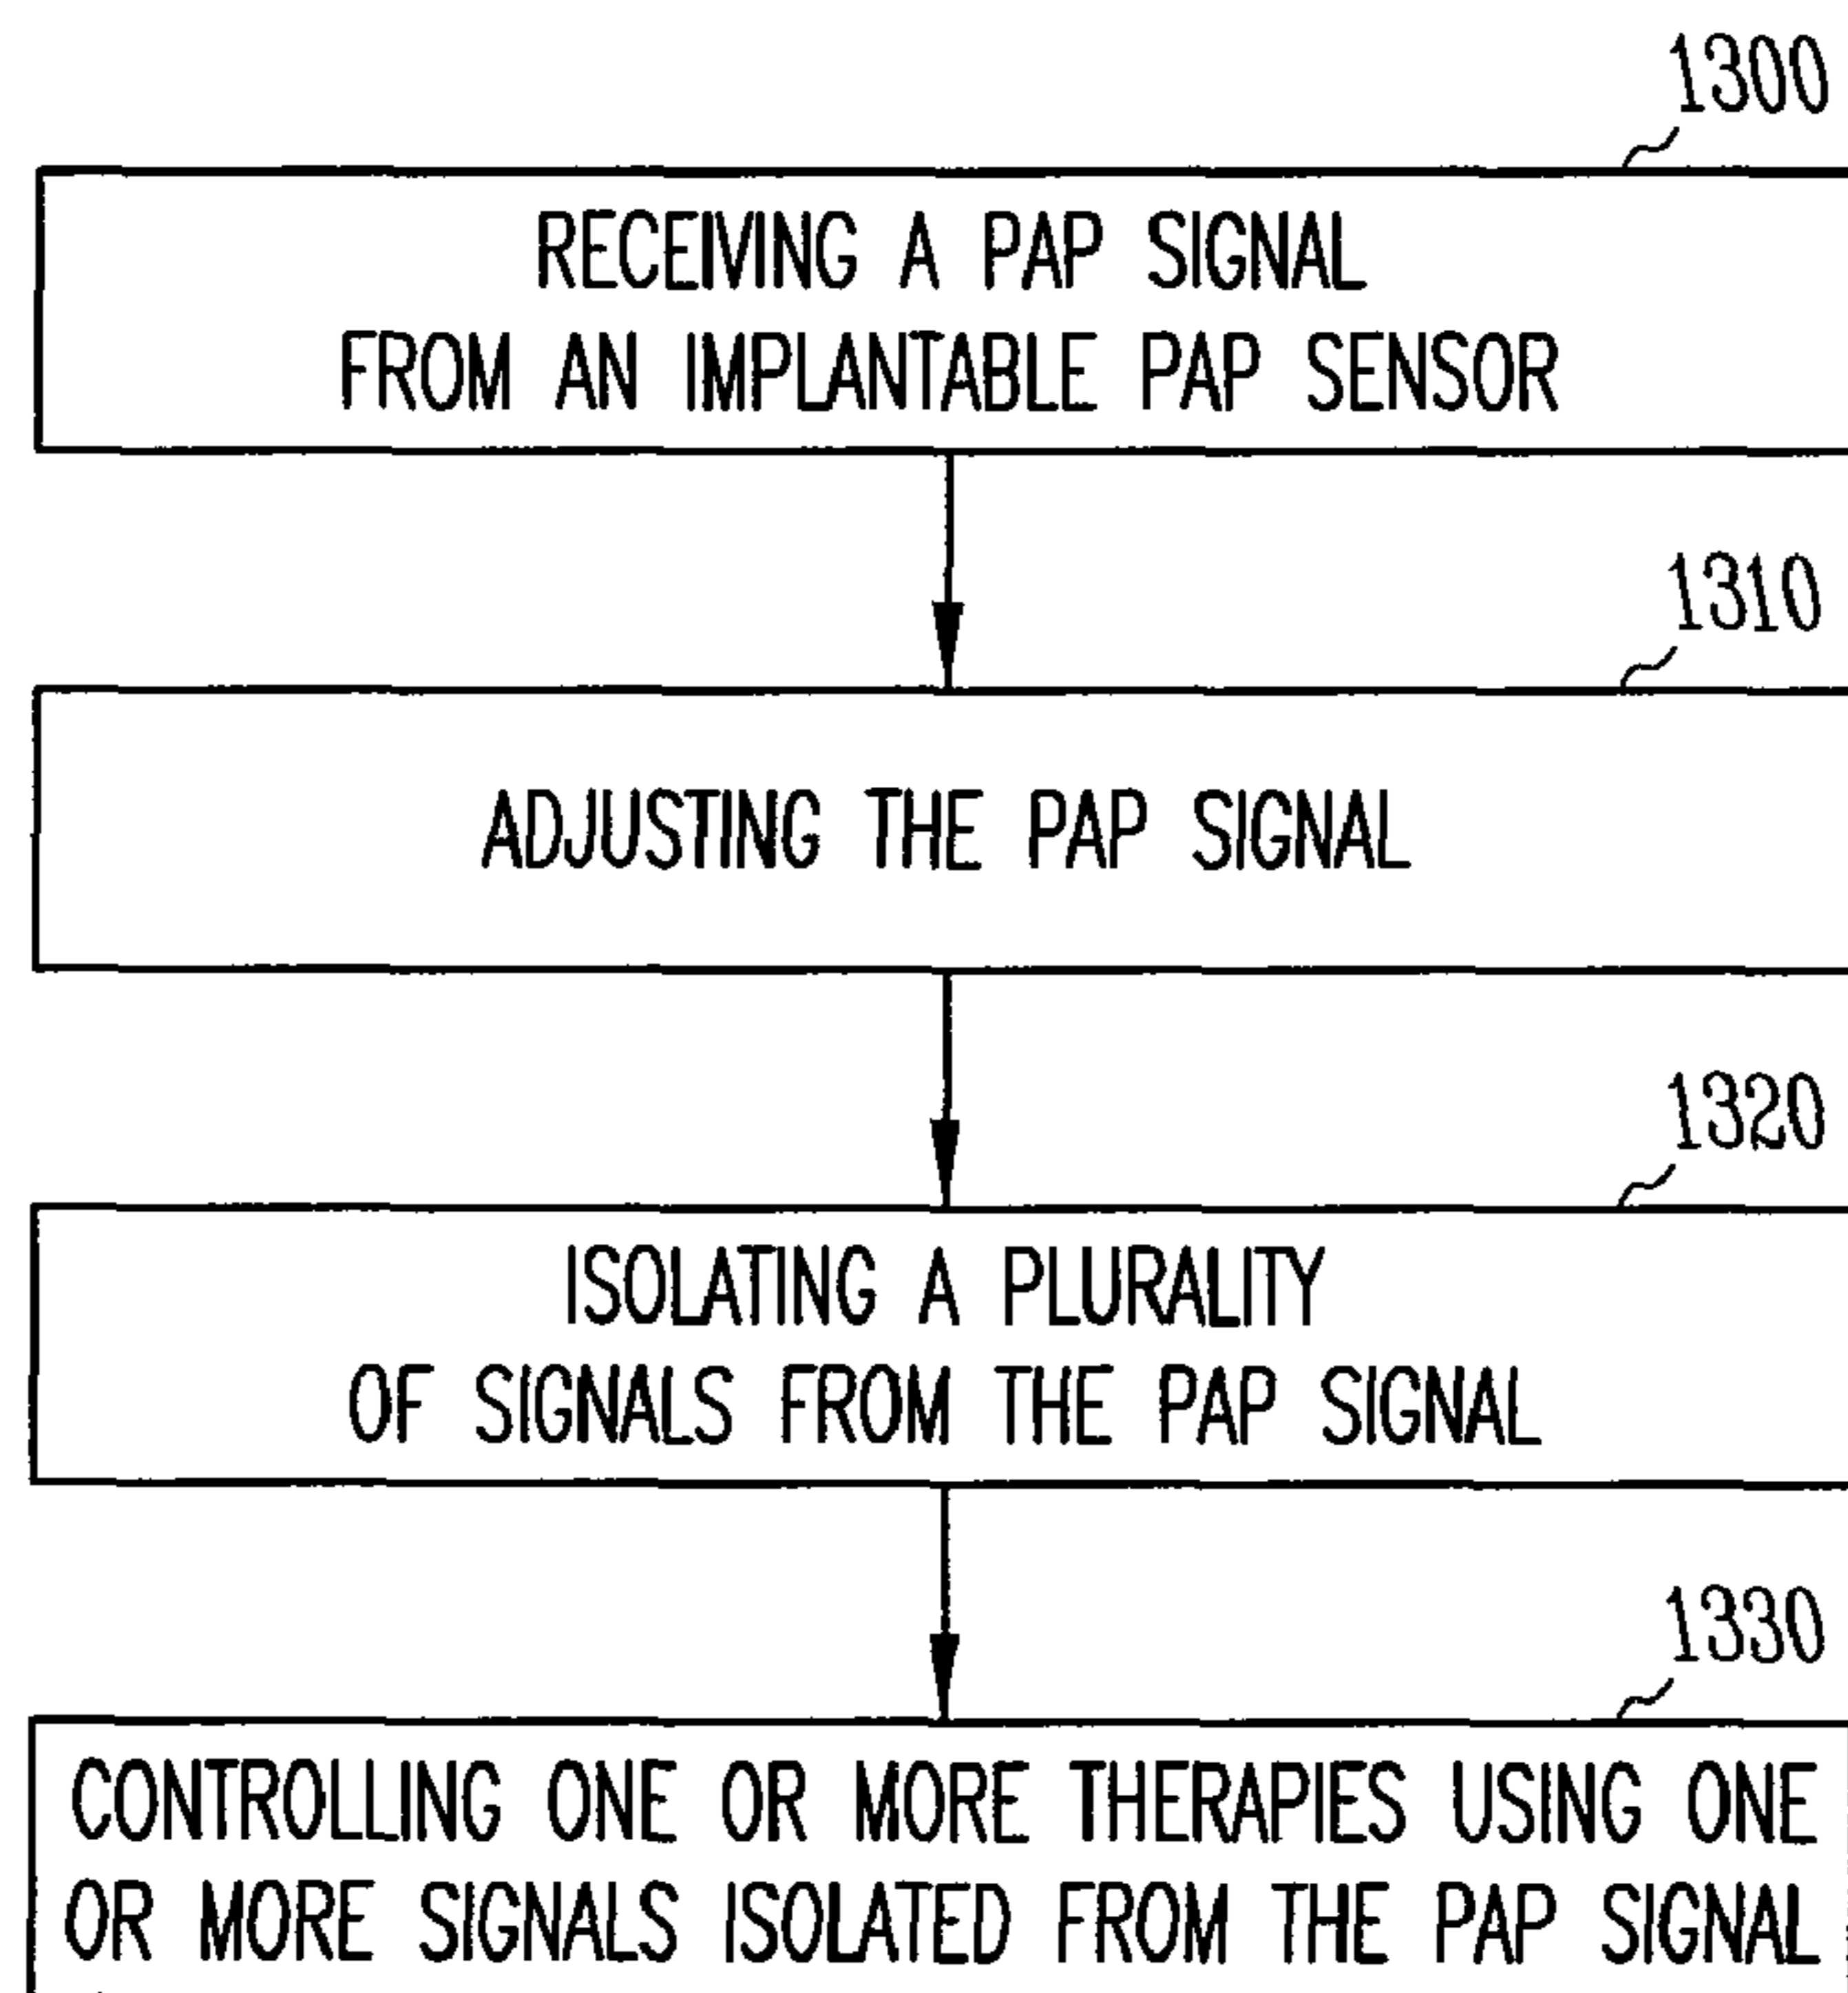 1300
RECEIVING A PAP SIGNAL
FROM AN IMPLANTABLE PAP SENSOR
1310
ADJUSTING THE PAP SIGNAL
1320
ISOLATING A PLURALITY
OF SIGNALS FROM THE PAP SIGNAL
1330
CONTROLLING ONE OR MORE THERAPIES USING ONE
OR MORE SIGNALS ISOLATED FROM THE PAP SIGNAL